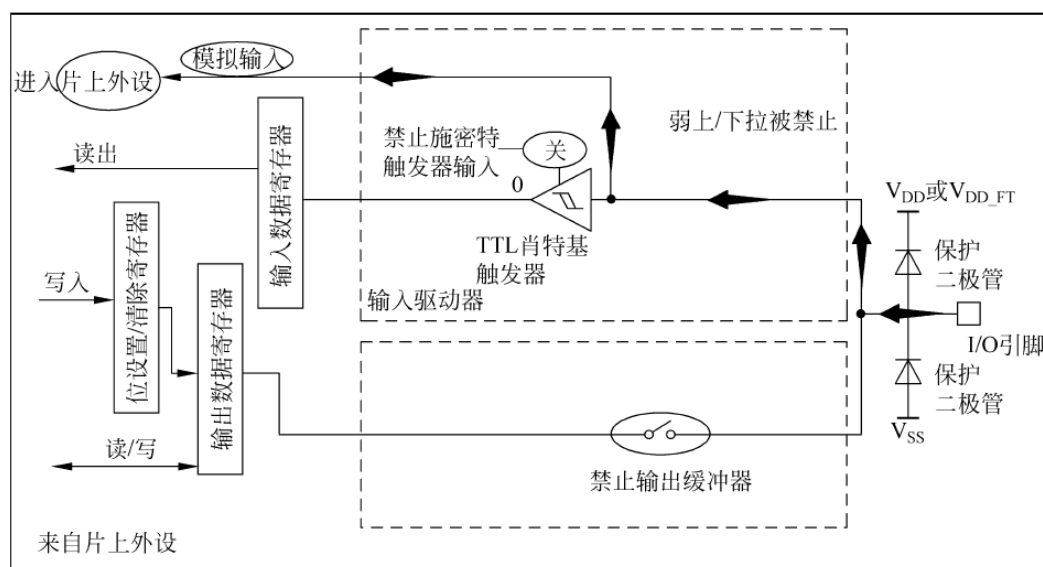 模拟输入
进入片上外设
弱上/下拉被禁止
禁止施密特
触发器输入
关
读出
输入数据寄存器
0
V_DD或V_DD_FT
TTL肖特基
触发器
保护
二极管
写入
位设置/清除寄存器
输出数据寄存器
输入驱动器
I/O引脚
保护
二极管
V_SS
读/写
禁止输出缓冲器
来自片上外设